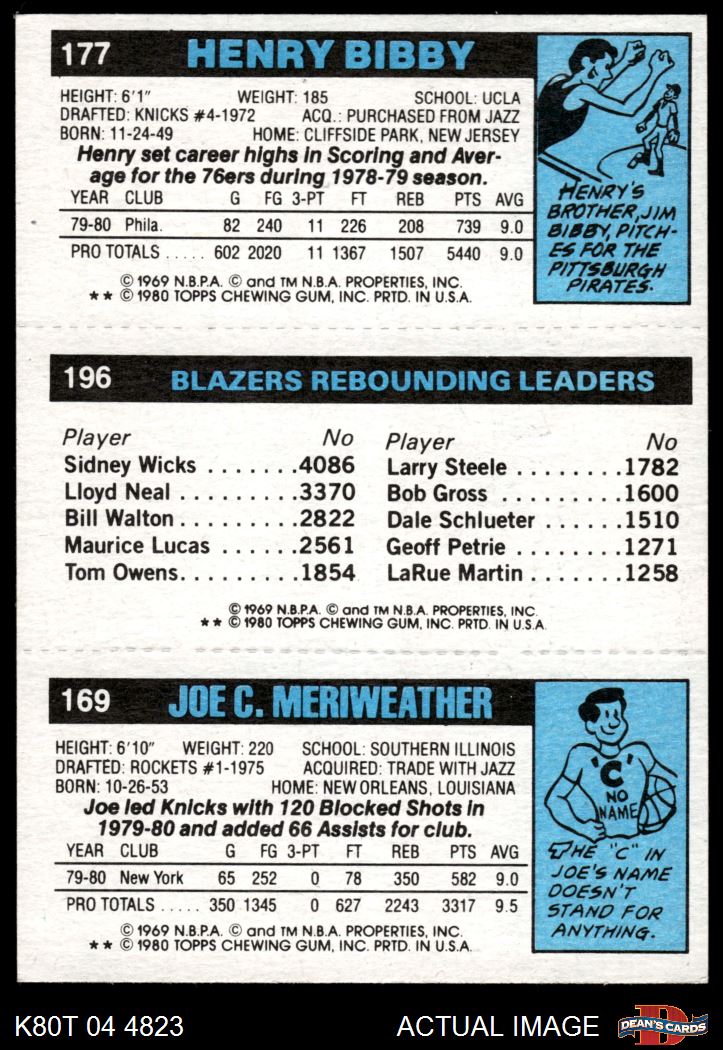 177 HENRY BIBBY
HEIGHT: 6'1" WEIGHT: 185 SCHOOL: UCLA
DRAFTED: KNICKS #4-1972 ACQ.: PURCHASED FROM JAZZ
BORN: 11-24-49 HOME: CLIFFSIDE PARK, NEW JERSEY
Henry set career highs in Scoring and Aver-
age for the 76ers during 1978-79 season.
YEAR CLUB G FG 3-PT FT REB PTS AVG
79-80 Phila. 82 240 11 226 208 739 9.0
PRO TOTALS ..... 602 2020 11 1367 1507 5440 9.0
© 1969 N.B.P.A. © and TM N.B.A. PROPERTIES, INC.
** © 1980 TOPPS CHEWING GUM, INC. PRTD. IN U.S.A.
HENRY'S
BROTHER, JIM
BIBBY, PITCH-
ES FOR THE
PITTSBURGH
PIRATES.
196 BLAZERS REBOUNDING LEADERS
Player No
Sidney Wicks .......4086
Lloyd Neal .........3370
Bill Walton .........2822
Maurice Lucas ......2561
Tom Owens.........1854
Player No
Larry Steele ........1782
Bob Gross .........1600
Dale Schlueter .....1510
Geoff Petrie ........1271
LaRue Martin .......1258
© 1969 N.B.P.A. © and TM N.B.A. PROPERTIES, INC.
** © 1980 TOPPS CHEWING GUM, INC. PRTD. IN U.S.A.
169 JOE C. MERIWEATHER
HEIGHT: 6'10" WEIGHT: 220 SCHOOL: SOUTHERN ILLINOIS
DRAFTED: ROCKETS #1-1975 ACQUIRED: TRADE WITH JAZZ
BORN: 10-26-53 HOME: NEW ORLEANS, LOUISIANA
Joe led Knicks with 120 Blocked Shots in
1979-80 and added 66 Assists for club.
YEAR CLUB G FG 3-PT FT REB PTS AVG
79-80 New York 65 252 0 78 350 582 9.0
PRO TOTALS ..... 350 1345 0 627 2243 3317 9.5
© 1969 N.B.P.A. © and TM N.B.A. PROPERTIES, INC.
** © 1980 TOPPS CHEWING GUM, INC. PRTD. IN U.S.A.
'C'
NO
NAME
THE "C" IN
JOE'S NAME
DOESN'T
STAND FOR
ANYTHING.
K80T 04 4823 ACTUAL IMAGE
D
DEAN'S CARDS